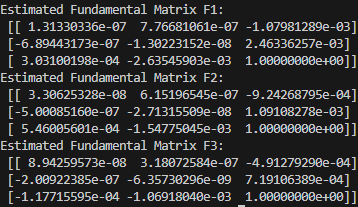 Estimated Fundamental Matrix F1:
[[ 1.31330336e-07 7.76681061e-07 -1.07981289e-03]
[-6.89443173e-07 -1.30223152e-08 2.46336257e-03]
[ 3.03100198e-04 -2.63545903e-03 1.00000000e+00]]
Estimated Fundamental Matrix F2:
[[ 3.30625328e-08 6.15196545e-07 -9.24268795e-04]
[-5.00085160e-07 -2.71315509e-08 1.09108278e-03]
[ 5.46005601e-04 -1.54775045e-03 1.00000000e+00]]
Estimated Fundamental Matrix F3:
[[ 8.94259573e-08 3.18072584e-07 -4.91279290e-04]
[-2.00922385e-07 -6.35730296e-09 7.19106389e-04]
[-1.17715595e-04 -1.06918040e-03 1.00000000e+00]]